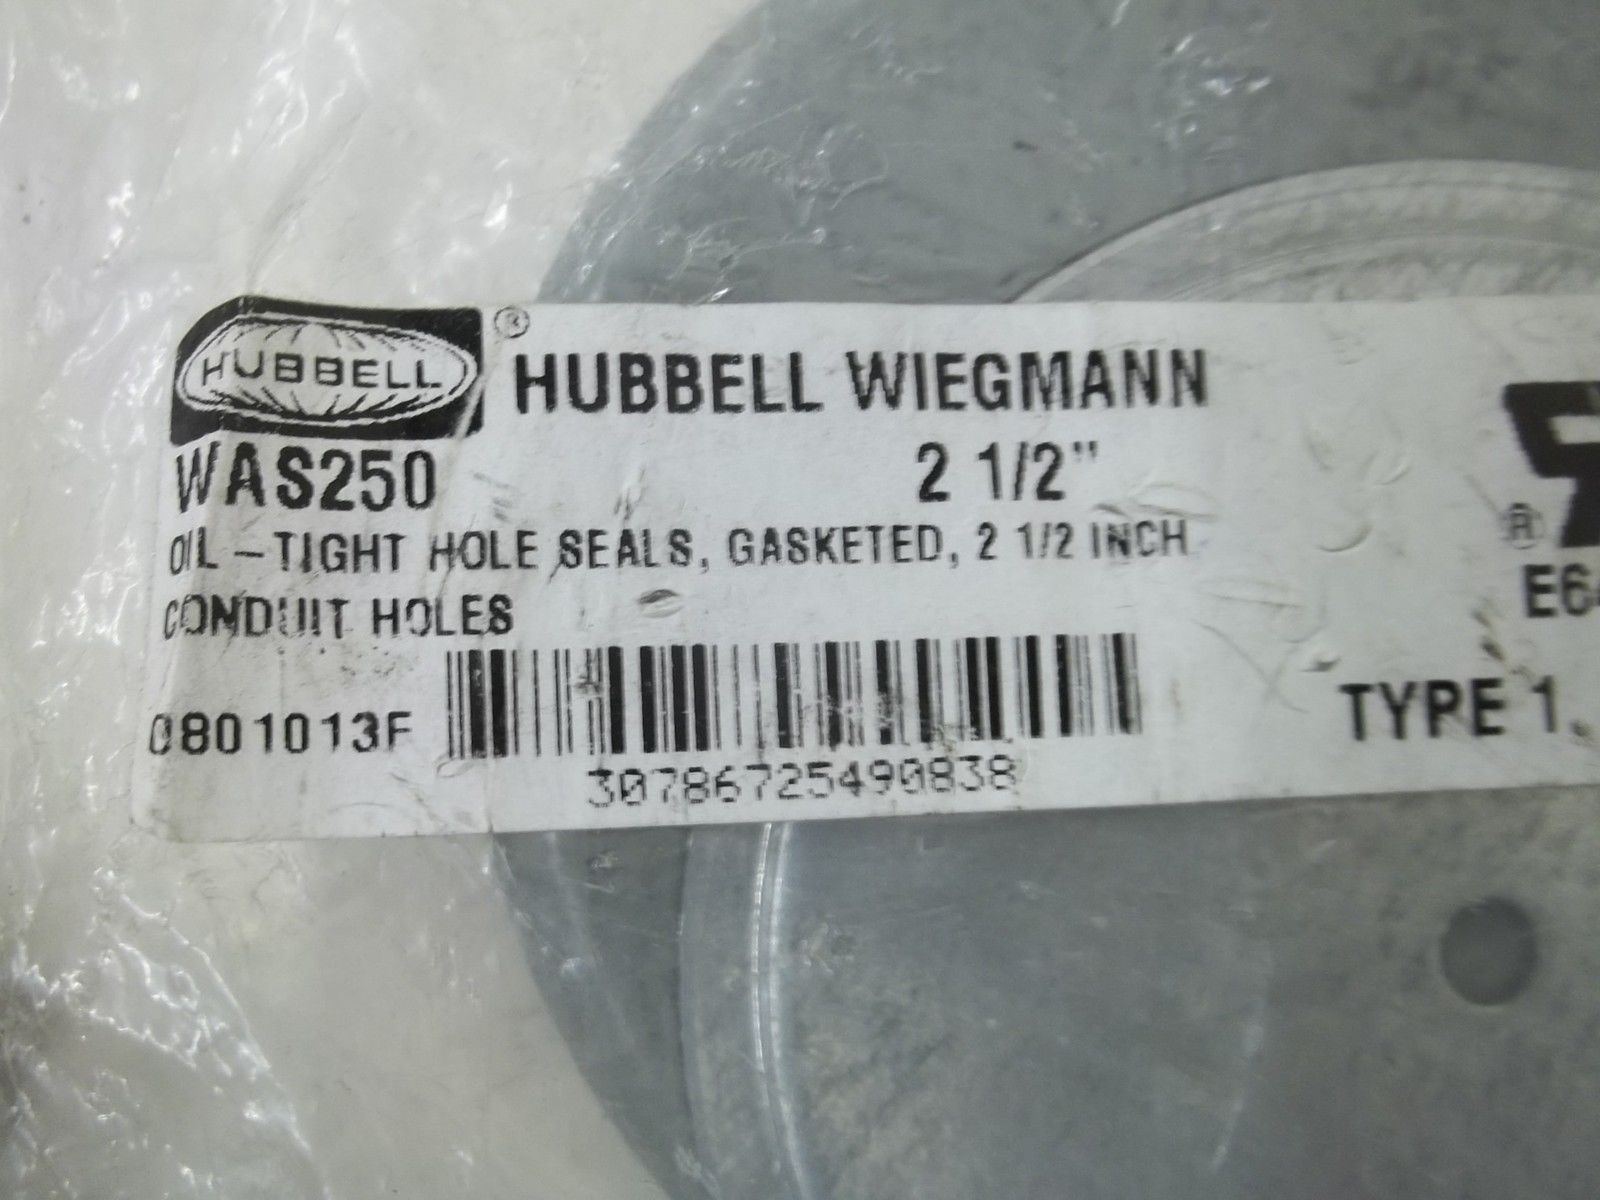 HUBBELL
® HUBBELL WIEGMANN
WAS250 2 1/2"
OIL -TIGHT HOLE SEALS, GASKETED, 2 1/2 INCH
CONDUIT HOLES
0801013F
30786725490838
®
TYPE 1,